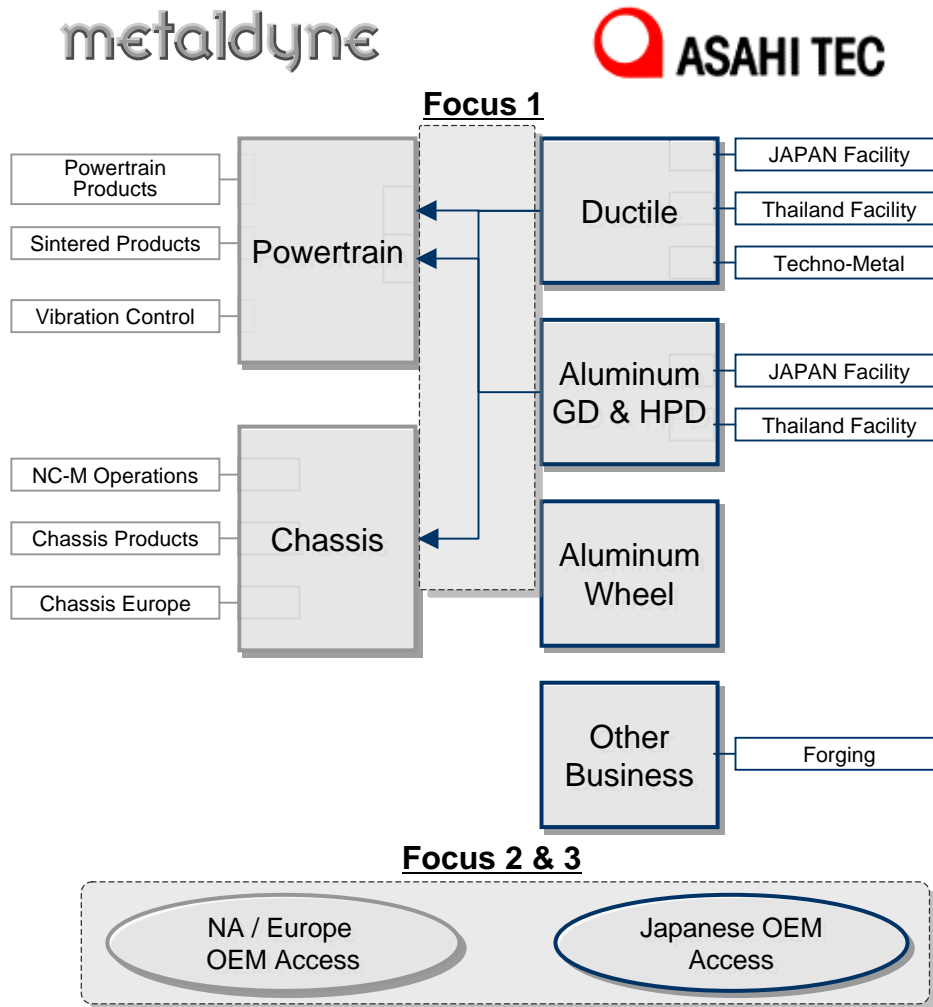 metaldyne
ASAHI TEC
Focus 1
Powertrain
Products
Sintered Products
Vibration Control
Powertrain
NC-M Operations
Chassis Products
Chassis Europe
Chassis
Ductile
JAPAN Facility
Thailand Facility
Techno-Metal
Aluminum
GD & HPD
JAPAN Facility
Thailand Facility
Aluminum
Wheel
Other
Business
Forging
Focus 2 & 3
NA / Europe
OEM Access
Japanese OEM
Access